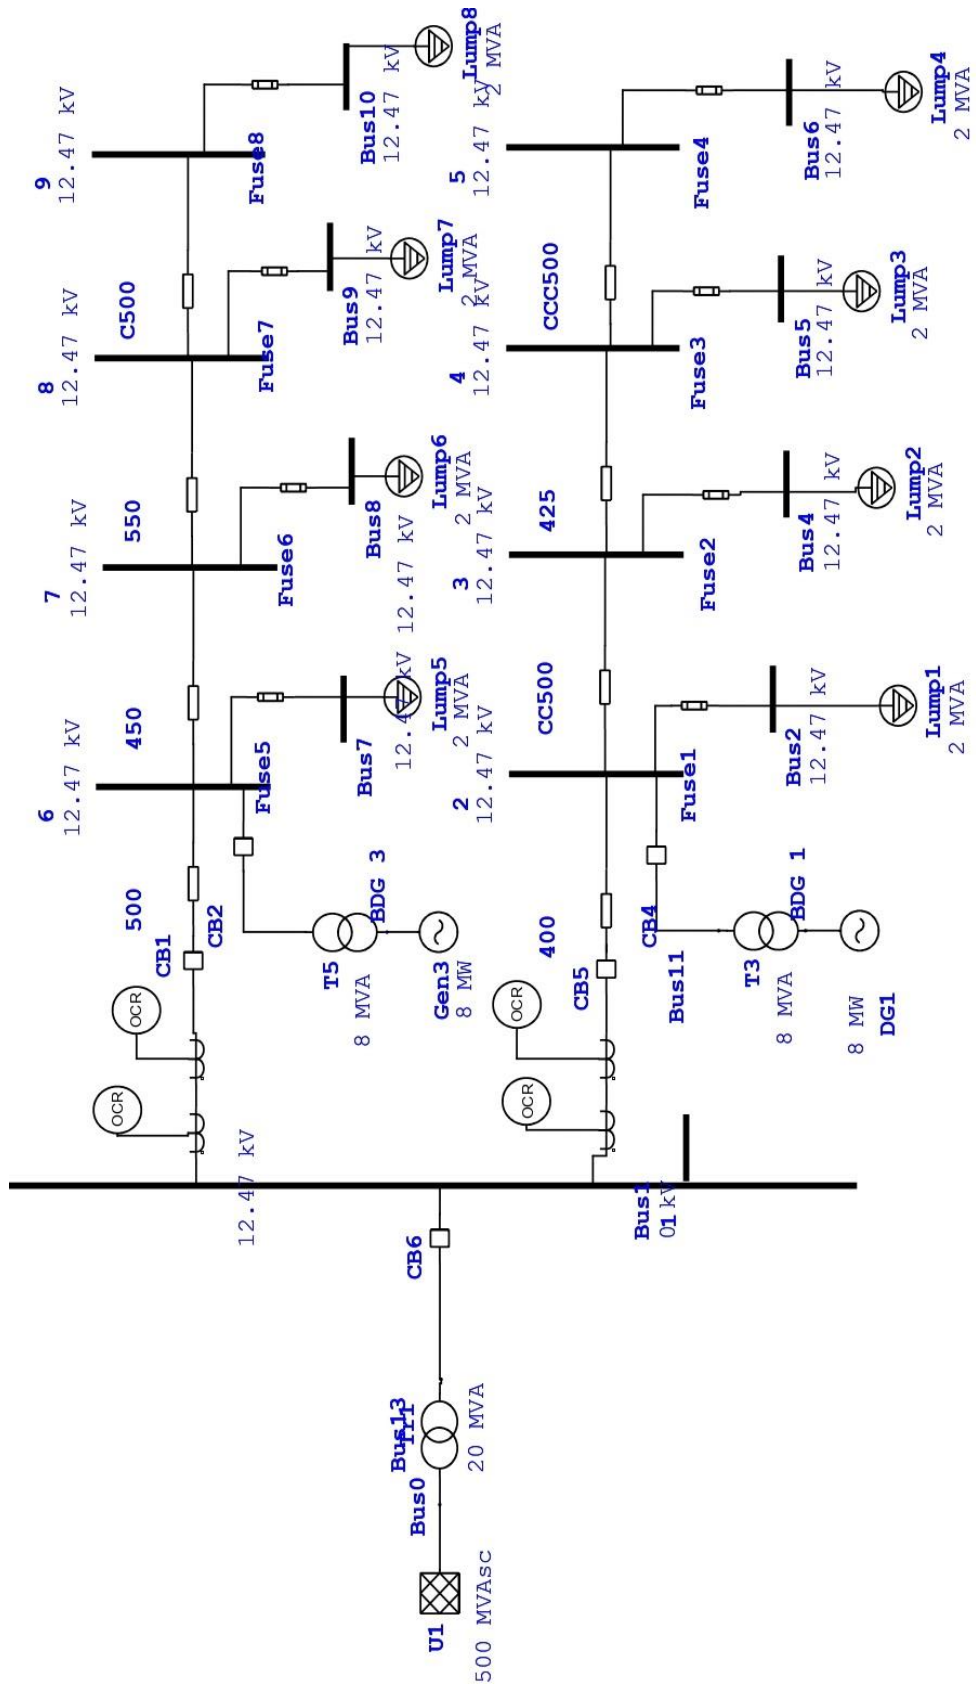 U1
500 MVAsc
Bus0
Bus13
Tr1
20 MVA
CB6
12.47 kV
Bus1
01 kV
OCR
OCR
CB1
500
CB2
T5
8 MVA
BDG 3
Gen3
8 MW
6
12.47 kV
Fuse5
Bus7
12.47 kV
Lump5
2 MVA
450
7
12.47 kV
Fuse6
Bus8
12.47 kV
Lump6
2 MVA
550
8
12.47 kV
Fuse7
Bus9
12.47 kV
Lump7
2 MVA
C500
9
12.47 kV
Fuse8
Bus10
12.47 kV
Lump8
2 MVA
OCR
OCR
CB5
400
CB4
Bus11
T3
8 MVA
BDG 1
8 MW
DG1
2
12.47 kV
Fuse1
Bus2
12.47 kV
Lump1
2 MVA
CC500
3
12.47 kV
Fuse2
Bus4
12.47 kV
Lump2
2 MVA
425
4
12.47 kV
Fuse3
Bus5
12.47 kV
Lump3
2 MVA
CCC500
5
12.47 kV
Fuse4
Bus6
12.47 kV
Lump4
2 MVA